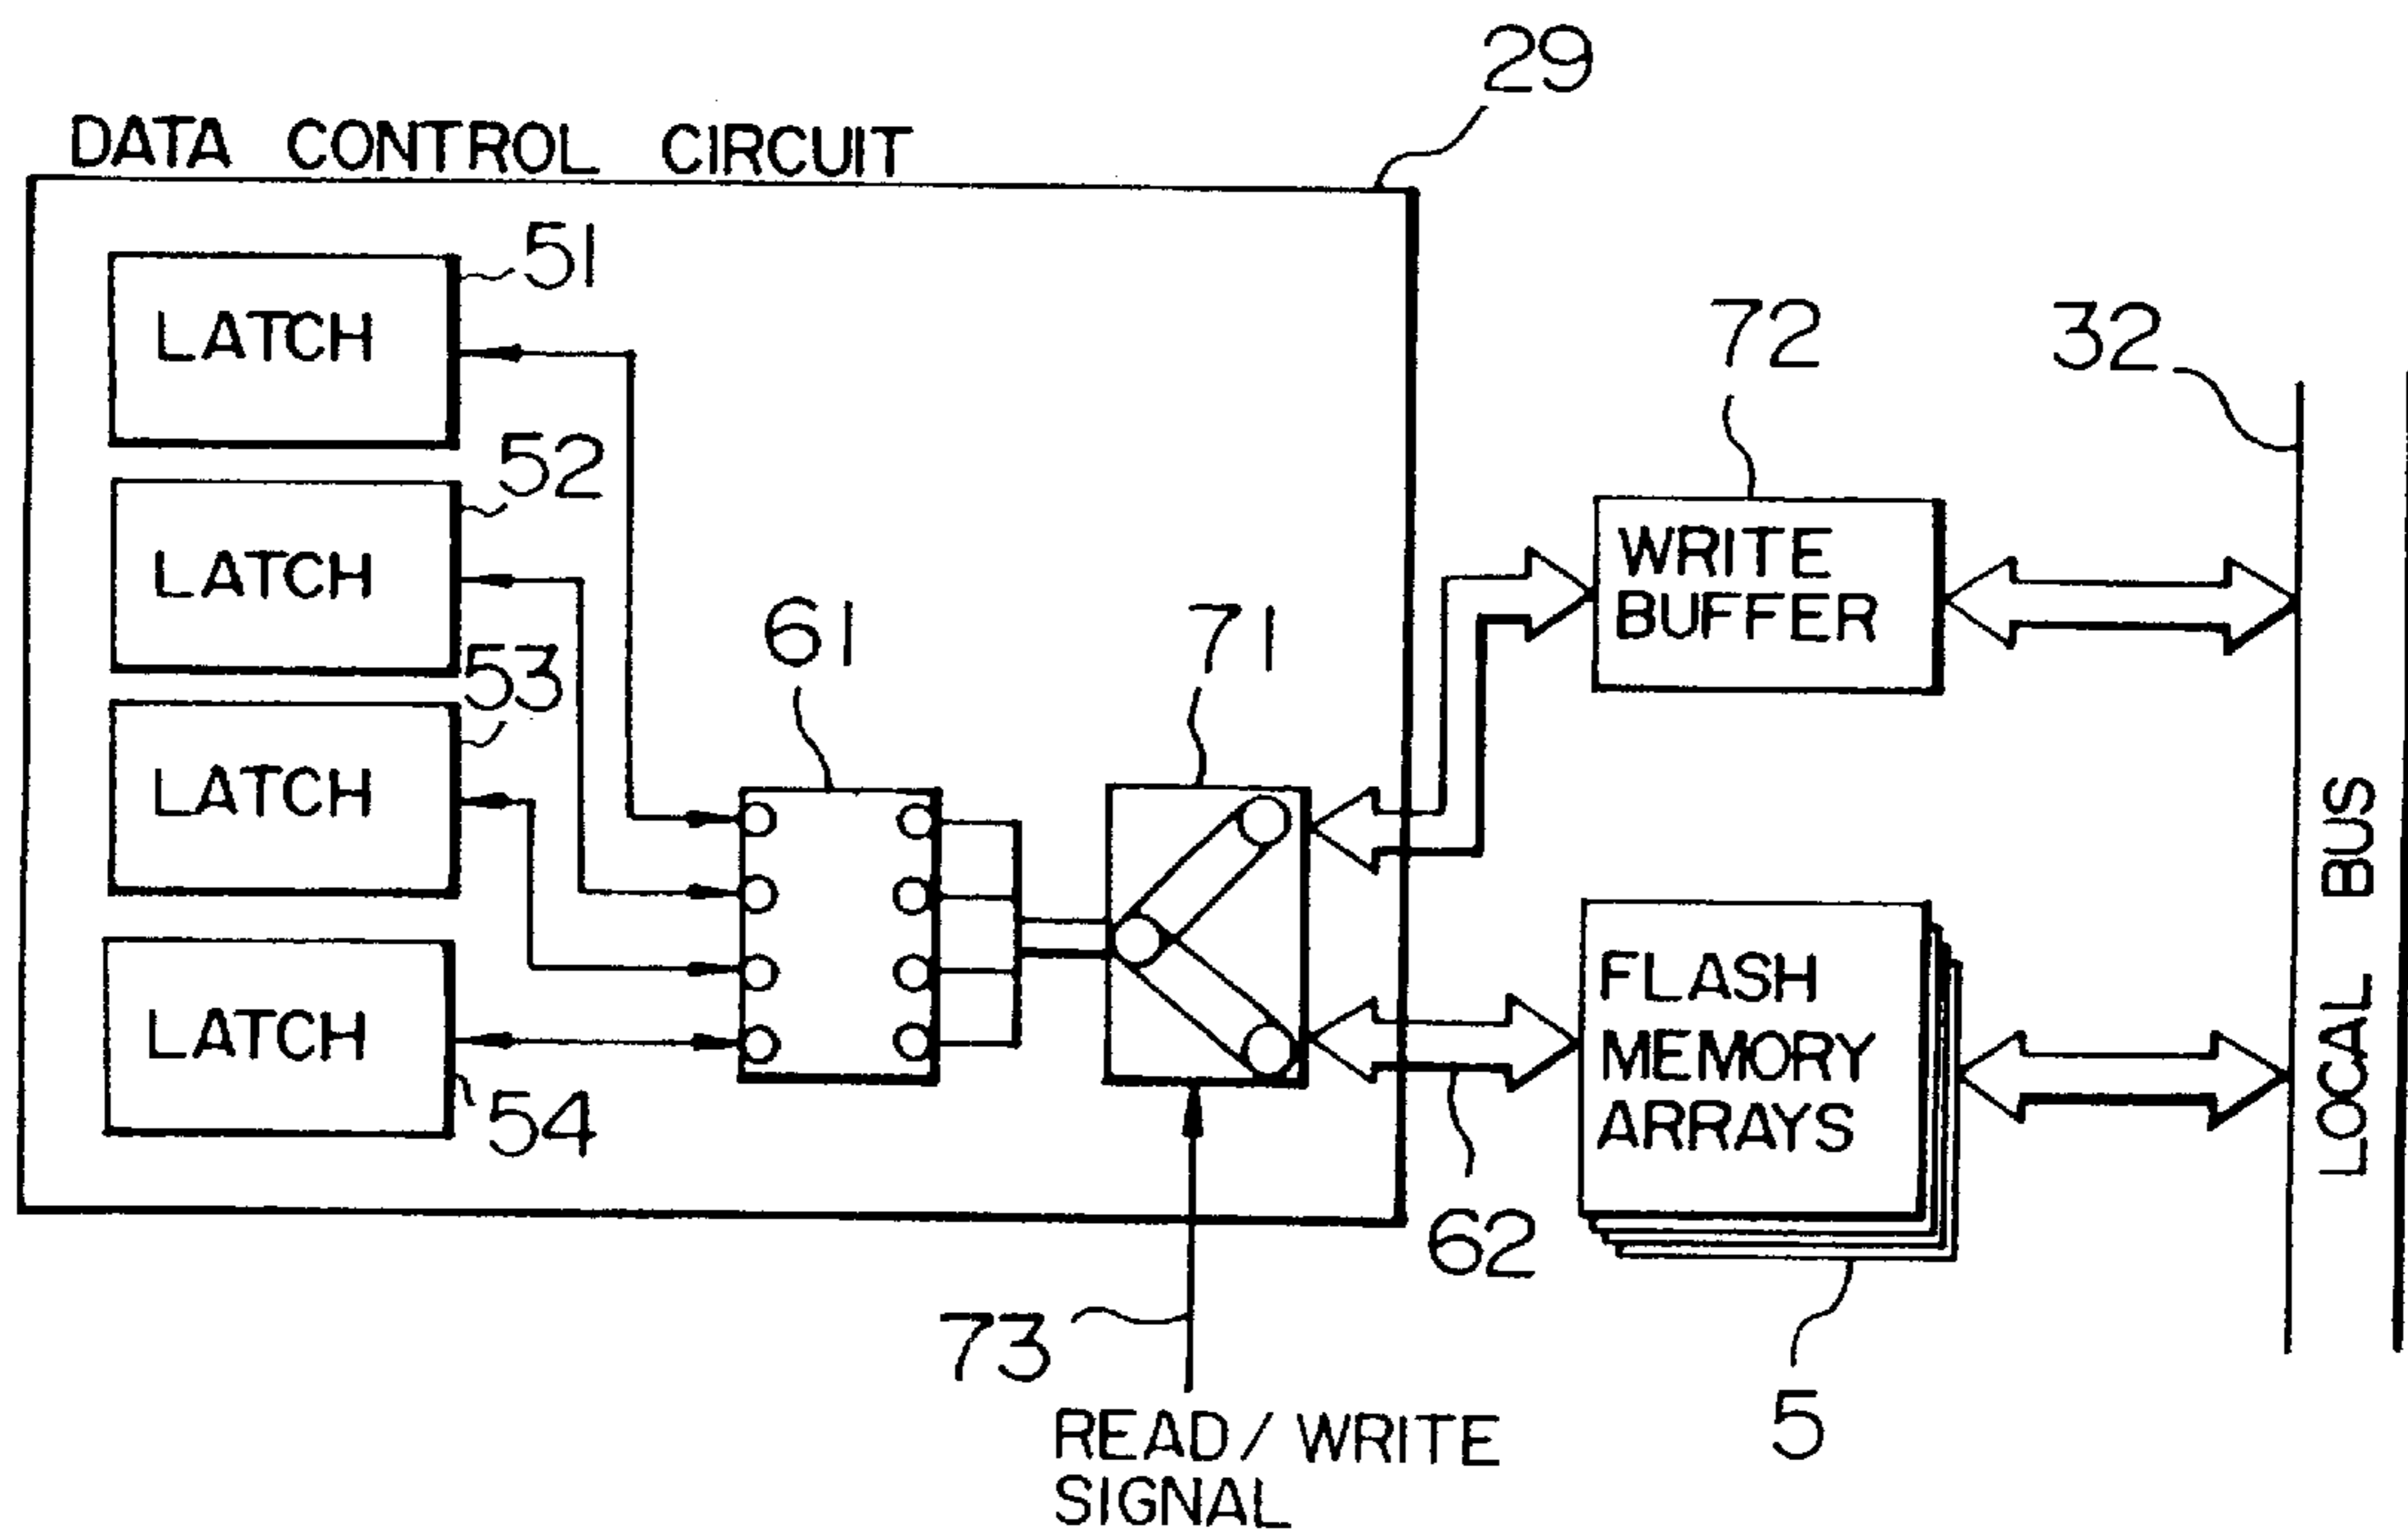 29
DATA CONTROL CIRCUIT
51
LATCH
52
LATCH
53
LATCH
54
LATCH
61
71
72
WRITE
BUFFER
32
LOCAL BUS
FLASH
MEMORY
ARRAYS
62
5
73
READ/WRITE
SIGNAL